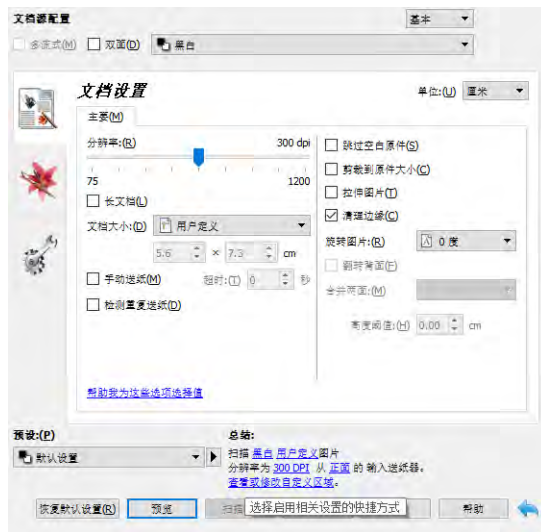 文档源配置
基本
多流式(M)
双面(D)
黑白
文档设置
单位:(U) 厘米
主要(M)
分辨率:(R) 300 dpi
75 1200
长文档(L)
文档大小:(D) 用户定义
5.6 × 7.3 cm
手动送纸(M) 超时:(T) 0 秒
检测重复送纸(D)
帮助我为这些选项选择值
跳过空白原件(S)
剪裁到原件大小(C)
拉伸图片(T)
清理边缘(C)
旋转图片:(R) 0 度
翻转背面(F)
合并两面:(M)
高度阈值:(H) 0.00 cm
预设:(P)
默认设置
总结:
扫描 黑白 用户定义图片
分辨率为 300 DPI 从 正面 的 输入送纸器。
查看或修改自定义区域。
恢复默认设置(R)
预览
扫描
选择启用相关设置的快捷方式
帮助